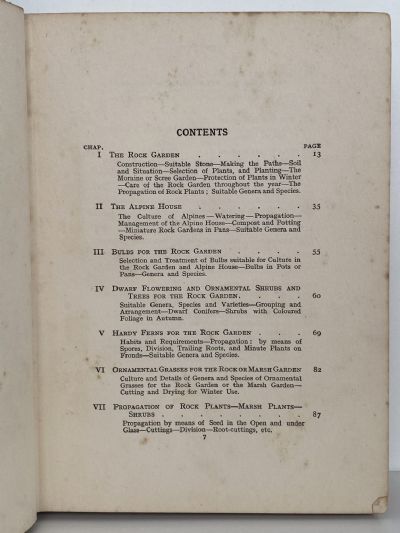 CONTENTS
CHAP. PAGE
I THE ROCK GARDEN . . . . . . 13
Construction—Suitable Stone—Making the Paths—Soil
and Situation—Selection of Plants, and Planting—The
Moraine or Scree Garden—Protection of Plants in Winter
—Care of the Rock Garden throughout the year—The
Propagation of Rock Plants; Suitable Genera and Species.
II THE ALPINE HOUSE . . . . . . 35
The Culture of Alpines—Watering—Propagation—
Management of the Alpine House—Compost and Potting
—Miniature Rock Gardens in Pans—Suitable Genera and
Species.
III BULBS FOR THE ROCK GARDEN . . . . 55
Selection and Treatment of Bulbs suitable for Culture in
the Rock Garden and Alpine House—Bulbs in Pots or
Pans—Genera and Species.
IV DWARF FLOWERING AND ORNAMENTAL SHRUBS AND
TREES FOR THE ROCK GARDEN. . . . 60
Suitable Genera, Species and Varieties—Grouping and
Arrangement—Dwarf Conifers—Shrubs with Coloured
Foliage in Autumn.
V HARDY FERNS FOR THE ROCK GARDEN . . . 69
Habits and Requirements—Propagation: by means of
Spores, Division, Trailing Roots, and Minute Plants on
Fronds—Suitable Genera and Species.
VI ORNAMENTAL GRASSES FOR THE ROCK OR MARSH GARDEN 82
Culture and Details of Genera and Species of Ornamental
Grasses for the Rock Garden or the Marsh Garden—
Cutting and Drying for Winter Use.
VII PROPAGATION OF ROCK PLANTS—MARSH PLANTS—
SHRUBS . . . . . . . . 87
Propagation by means of Seed in the Open and under
Glass—Cuttings—Division—Root-cuttings, etc.
7